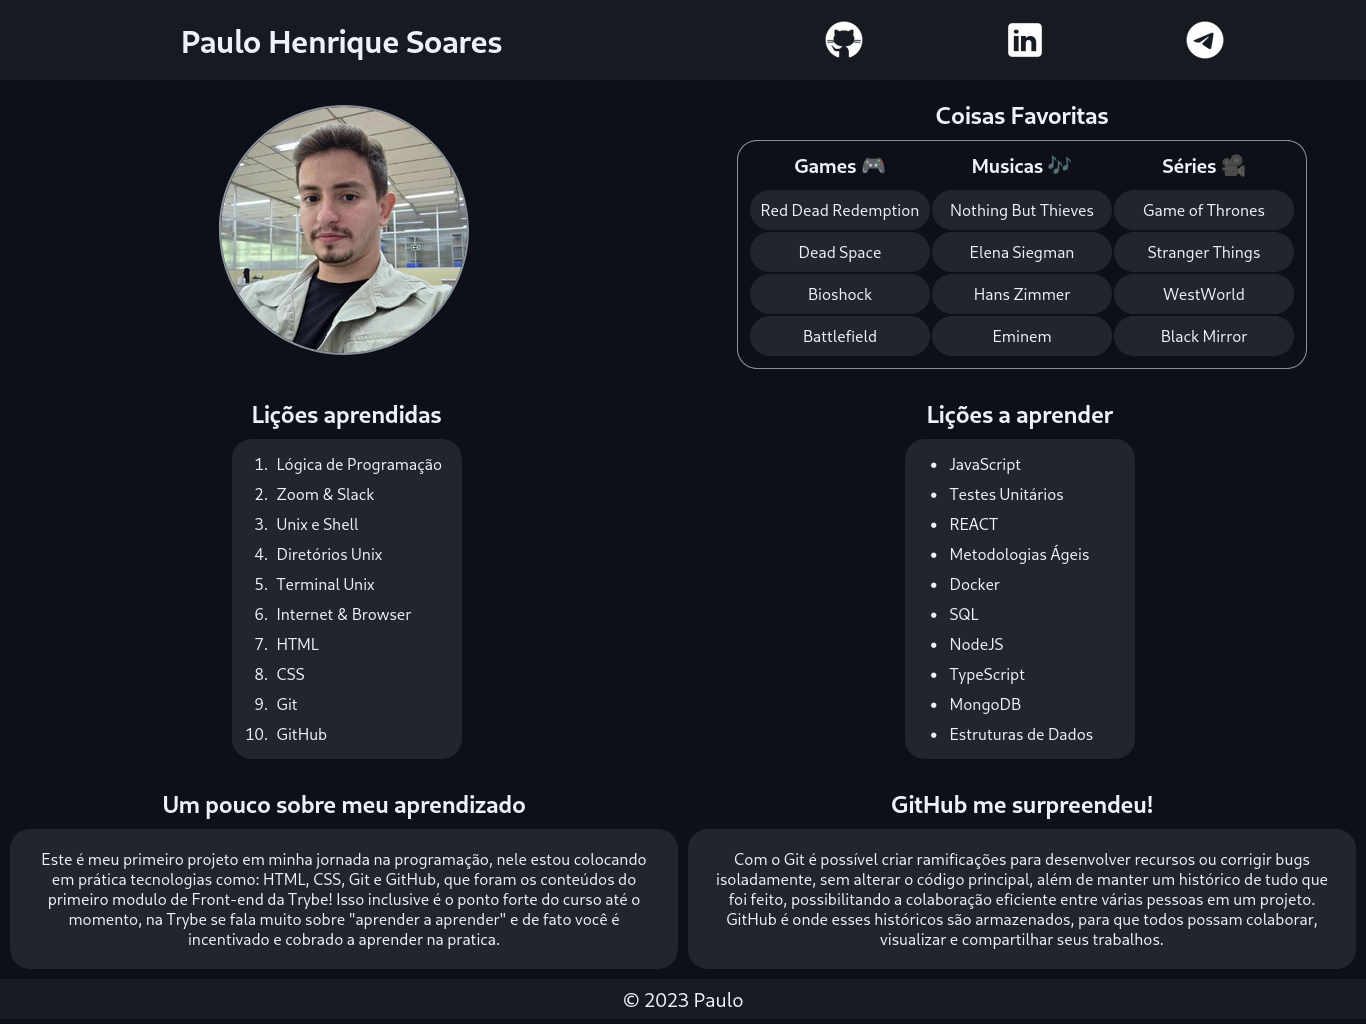 Paulo Henrique Soares
Coisas Favoritas
Games 🎮
Red Dead Redemption
Dead Space
Bioshock
Battlefield
Musicas 🎶
Nothing But Thieves
Elena Siegman
Hans Zimmer
Eminem
Séries 🎥
Game of Thrones
Stranger Things
WestWorld
Black Mirror
Lições aprendidas
1. Lógica de Programação
2. Zoom & Slack
3. Unix e Shell
4. Diretórios Unix
5. Terminal Unix
6. Internet & Browser
7. HTML
8. CSS
9. Git
10. GitHub
Lições a aprender
• JavaScript
• Testes Unitários
• REACT
• Metodologias Ágeis
• Docker
• SQL
• NodeJS
• TypeScript
• MongoDB
• Estruturas de Dados
Um pouco sobre meu aprendizado
Este é meu primeiro projeto em minha jornada na programação, nele estou colocando
em prática tecnologias como: HTML, CSS, Git e GitHub, que foram os conteúdos do
primeiro modulo de Front-end da Trybe! Isso inclusive é o ponto forte do curso até o
momento, na Trybe se fala muito sobre "aprender a aprender" e de fato você é
incentivado e cobrado a aprender na pratica.
GitHub me surpreendeu!
Com o Git é possível criar ramificações para desenvolver recursos ou corrigir bugs
isoladamente, sem alterar o código principal, além de manter um histórico de tudo que
foi feito, possibilitando a colaboração eficiente entre várias pessoas em um projeto.
GitHub é onde esses históricos são armazenados, para que todos possam colaborar,
visualizar e compartilhar seus trabalhos.
© 2023 Paulo